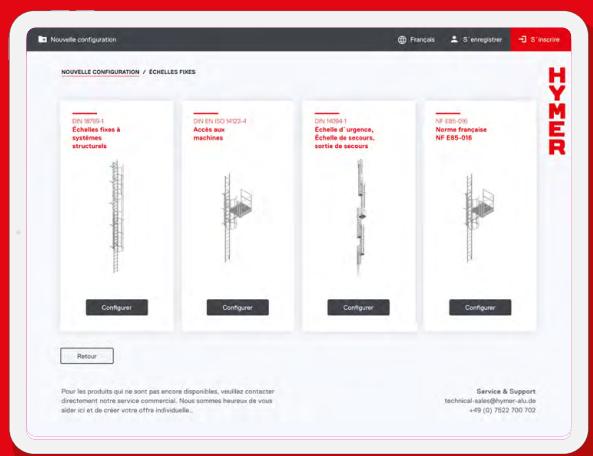 Nouvelle configuration
Français
S´enregistrer
S´inscrire
NOUVELLE CONFIGURATION / ÉCHELLES FIXES
HYMER
DIN 18799-1
Échelles fixes à
systèmes
structurels
Configurer
DIN EN ISO 14122-4
Accès aux
machines
Configurer
DIN 14094-1
Échelle d´urgence,
Échelle de secours,
sortie de secours
Configurer
NF E85-016
Norme française
NF E85-016
Configurer
Retour
Pour les produits qui ne sont pas encore disponibles, veuillez contacter
directement notre service commercial. Nous sommes heureux de vous
aider ici et de créer votre offre individuelle..
Service & Support
technical-sales@hymer-alu.de
+49 (0) 7522 700 702